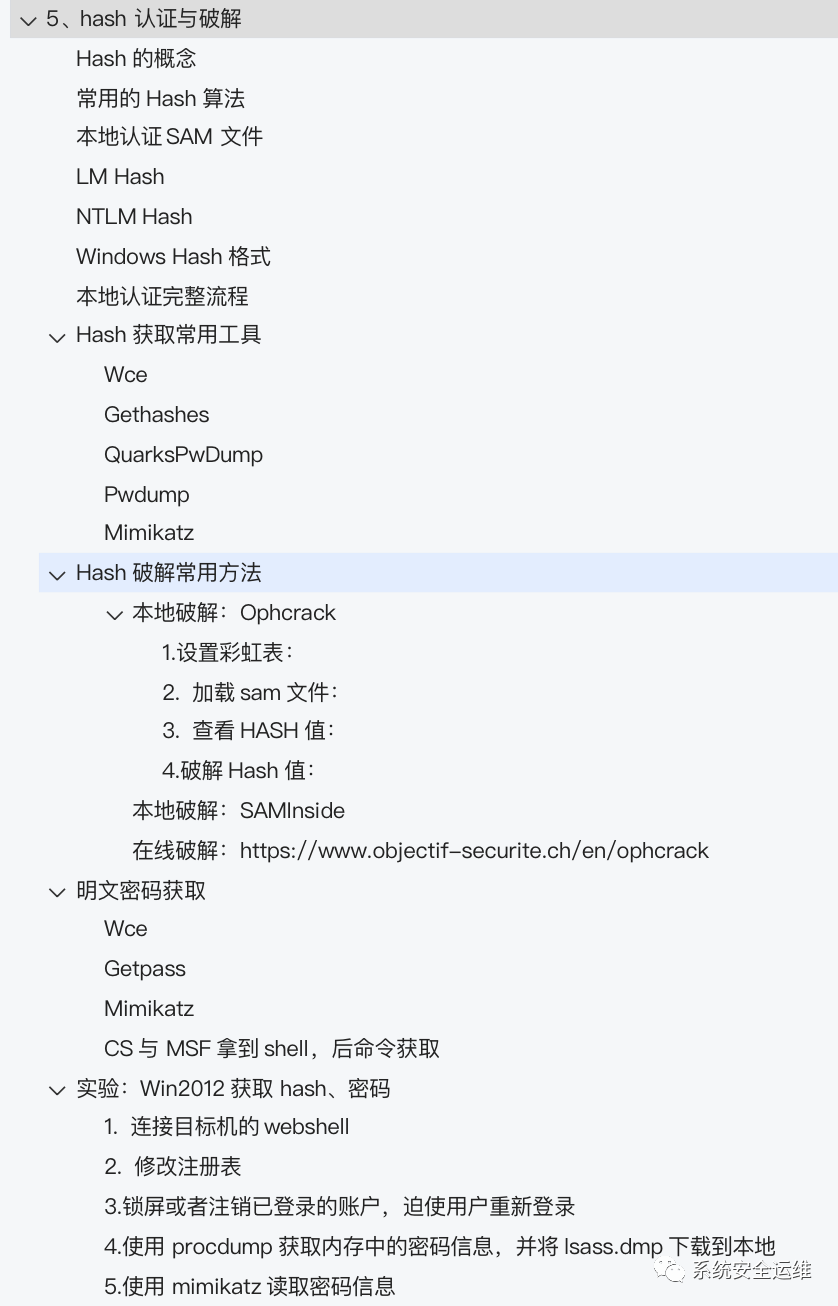 5、hash 认证与破解
Hash 的概念
常用的 Hash 算法
本地认证 SAM 文件
LM Hash
NTLM Hash
Windows Hash 格式
本地认证完整流程
Hash 获取常用工具
Wce
Gethashes
QuarksPwDump
Pwdump
Mimikatz
Hash 破解常用方法
本地破解：Ophcrack
1.设置彩虹表：
2. 加载 sam 文件：
3. 查看 HASH 值：
4.破解 Hash 值：
本地破解：SAMInside
在线破解：https://www.objectif-securite.ch/en/ophcrack
明文密码获取
Wce
Getpass
Mimikatz
CS 与 MSF 拿到 shell，后命令获取
实验：Win2012 获取 hash、密码
1. 连接目标机的 webshell
2. 修改注册表
3.锁屏或者注销已登录的账户，迫使用户重新登录
4.使用 procdump 获取内存中的密码信息，并将 lsass.dmp 下载到本地
系统安全运维
5.使用 mimikatz 读取密码信息